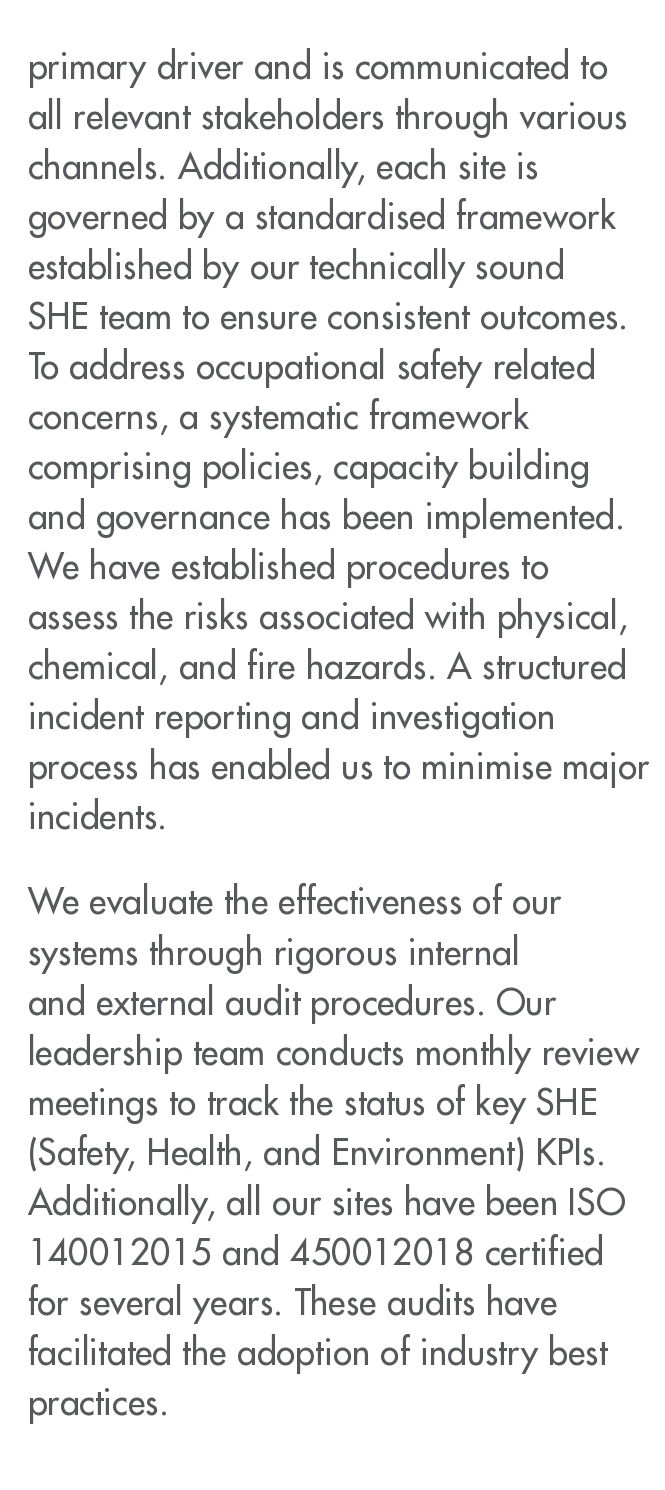 primary driver and is communicated to
all relevant stakeholders through various
channels. Additionally, each site is
governed by a standardised framework
established by our technically sound
SHE team to ensure consistent outcomes.
To address occupational safety related
concerns, a systematic framework
comprising policies, capacity building
and governance has been implemented.
We have established procedures to
assess the risks associated with physical,
chemical, and fire hazards. A structured
incident reporting and investigation
process has enabled us to minimise major
incidents.
We evaluate the effectiveness of our
systems through rigorous internal
and external audit procedures. Our
leadership team conducts monthly review
meetings to track the status of key SHE
(Safety, Health, and Environment) KPIs.
Additionally, all our sites have been ISO
140012015 and 450012018 certified
for several years. These audits have
facilitated the adoption of industry best
practices.